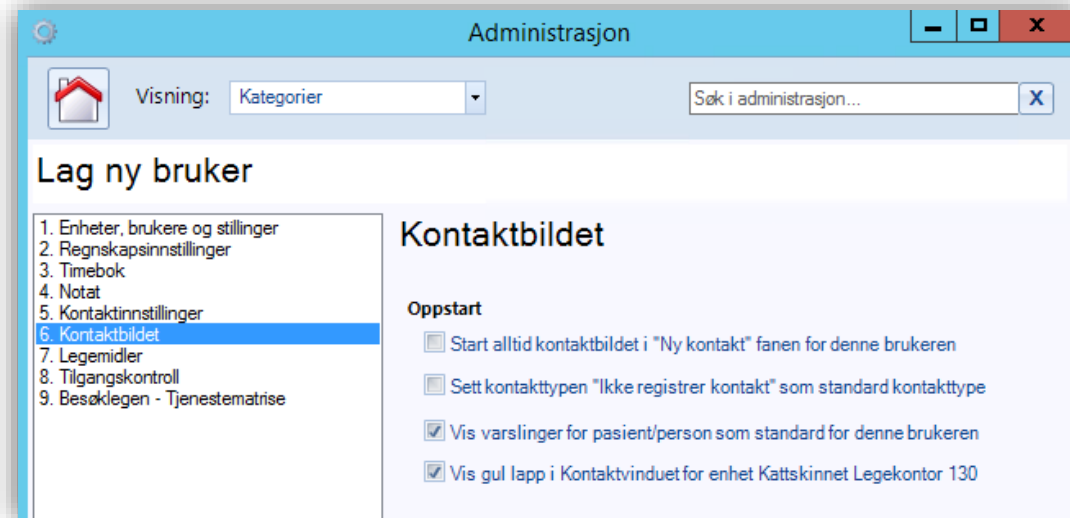 Administrasjon
Visning: Kategorier Søk i administrasjon... X
Lag ny bruker
1. Enheter, brukere og stillinger
2. Regnskapsinnstillinger
3. Timebok
4. Notat
5. Kontaktinnstillinger
6. Kontaktbildet
7. Legemidler
8. Tilgangskontroll
9. Besøklegen - Tjenestematrise
Kontaktbildet
Oppstart
Start alltid kontaktbildet i "Ny kontakt" fanen for denne brukeren
Sett kontakttypen "Ikke registrer kontakt" som standard kontakttype
Vis varslinger for pasient/person som standard for denne brukeren
Vis gul lapp i Kontaktvinduet for enhet Kattskinnet Legekontor 130